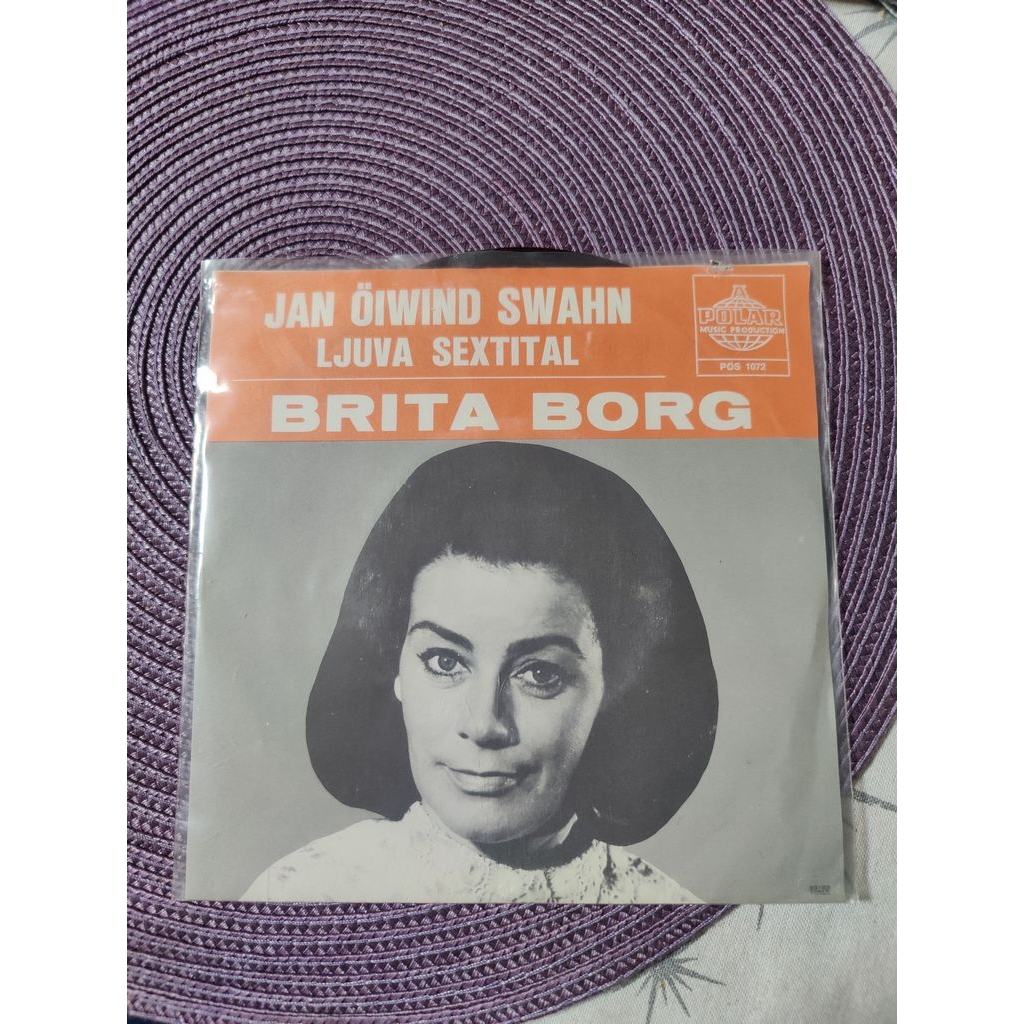 JAN ÖIWIND SWAHN
LJUVA SEXTITAL
BRITA BORG
POLAR
MUSIC PRODUCTION
POS 1072